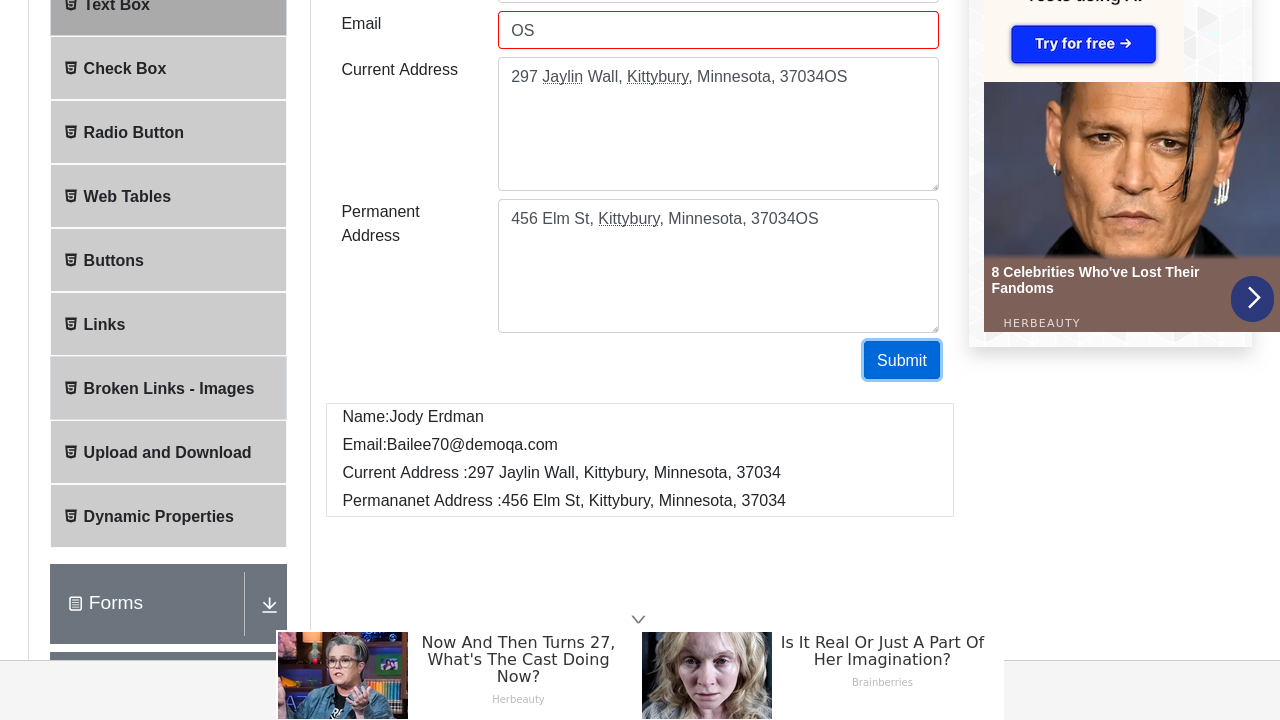 Text Box
Check Box
Radio Button
Web Tables
Buttons
Links
Broken Links - Images
Upload and Download
Dynamic Properties
Forms
Email
OS
Current Address
297 Jaylin Wall, Kittybury, Minnesota, 37034OS
Permanent
Address
456 Elm St, Kittybury, Minnesota, 37034OS
Submit
Name:Jody Erdman
Email:Bailee70@demoqa.com
Current Address :297 Jaylin Wall, Kittybury, Minnesota, 37034
Permananet Address :456 Elm St, Kittybury, Minnesota, 37034
Try for free →
8 Celebrities Who've Lost Their
Fandoms
HERBEAUTY
Now And Then Turns 27,
What's The Cast Doing
Now?
Herbeauty
Is It Real Or Just A Part Of
Her Imagination?
Brainberries